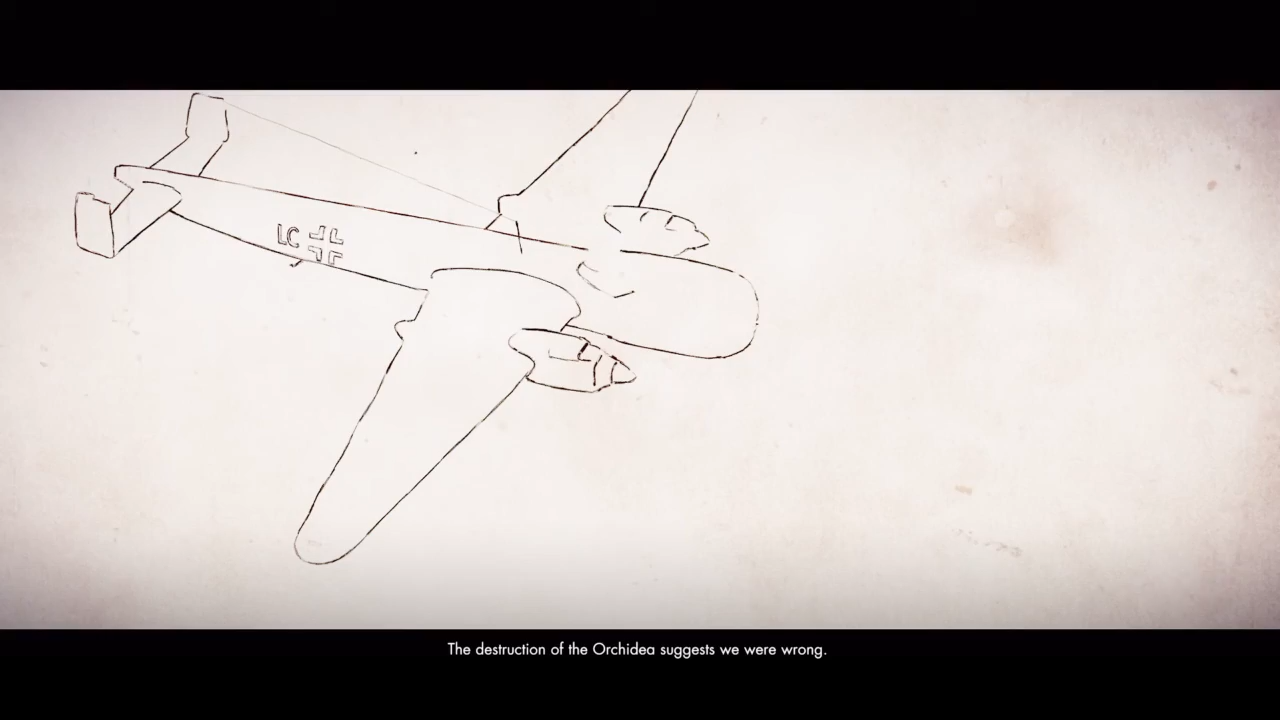 LC
The destruction of the Orchidea suggests we were wrong.